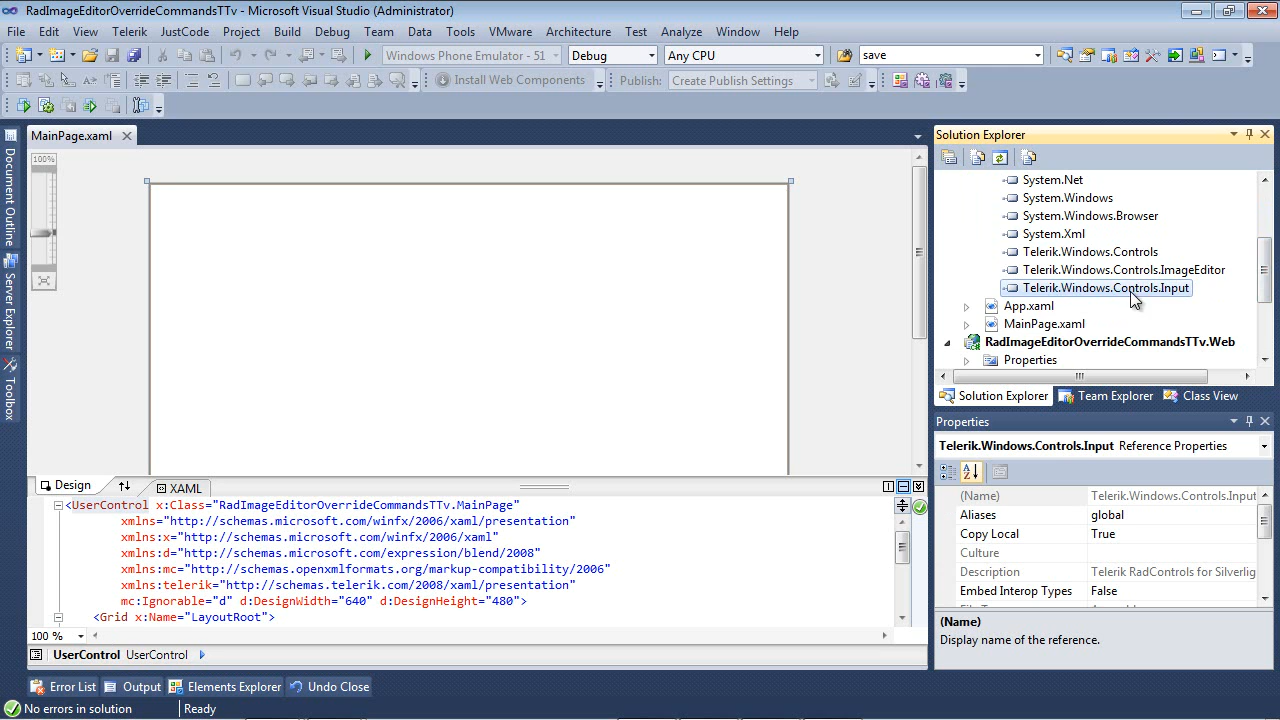 RadImageEditorOverrideCommandsTTv - Microsoft Visual Studio (Administrator)
File Edit View Telerik JustCode Project Build Debug Team Data Tools VMware Architecture Test Analyze Window Help
Windows Phone Emulator - 51 Debug Any CPU save
Install Web Components Publish: Create Publish Settings
MainPage.xaml
Document Outline
Server Explorer
Toolbox
100%
Solution Explorer
System.Net
System.Windows
System.Windows.Browser
System.Xml
Telerik.Windows.Controls
Telerik.Windows.Controls.ImageEditor
Telerik.Windows.Controls.Input
App.xaml
MainPage.xaml
RadImageEditorOverrideCommandsTTv.Web
Properties
Solution Explorer Team Explorer Class View
Properties
Telerik.Windows.Controls.Input Reference Properties
(Name) Telerik.Windows.Controls.Input
Aliases global
Copy Local True
Culture
Description Telerik RadControls for Silverlig
Embed Interop Types False
(Name)
Display name of the reference.
Design XAML
<UserControl x:Class="RadImageEditorOverrideCommandsTTv.MainPage"
xmlns="http://schemas.microsoft.com/winfx/2006/xaml/presentation"
xmlns:x="http://schemas.microsoft.com/winfx/2006/xaml"
xmlns:d="http://schemas.microsoft.com/expression/blend/2008"
xmlns:mc="http://schemas.openxmlformats.org/markup-compatibility/2006"
xmlns:telerik="http://schemas.telerik.com/2008/xaml/presentation"
mc:Ignorable="d" d:DesignWidth="640" d:DesignHeight="480">
<Grid x:Name="LayoutRoot">
100 %
UserControl UserControl
Error List Output Elements Explorer Undo Close
No errors in solution Ready